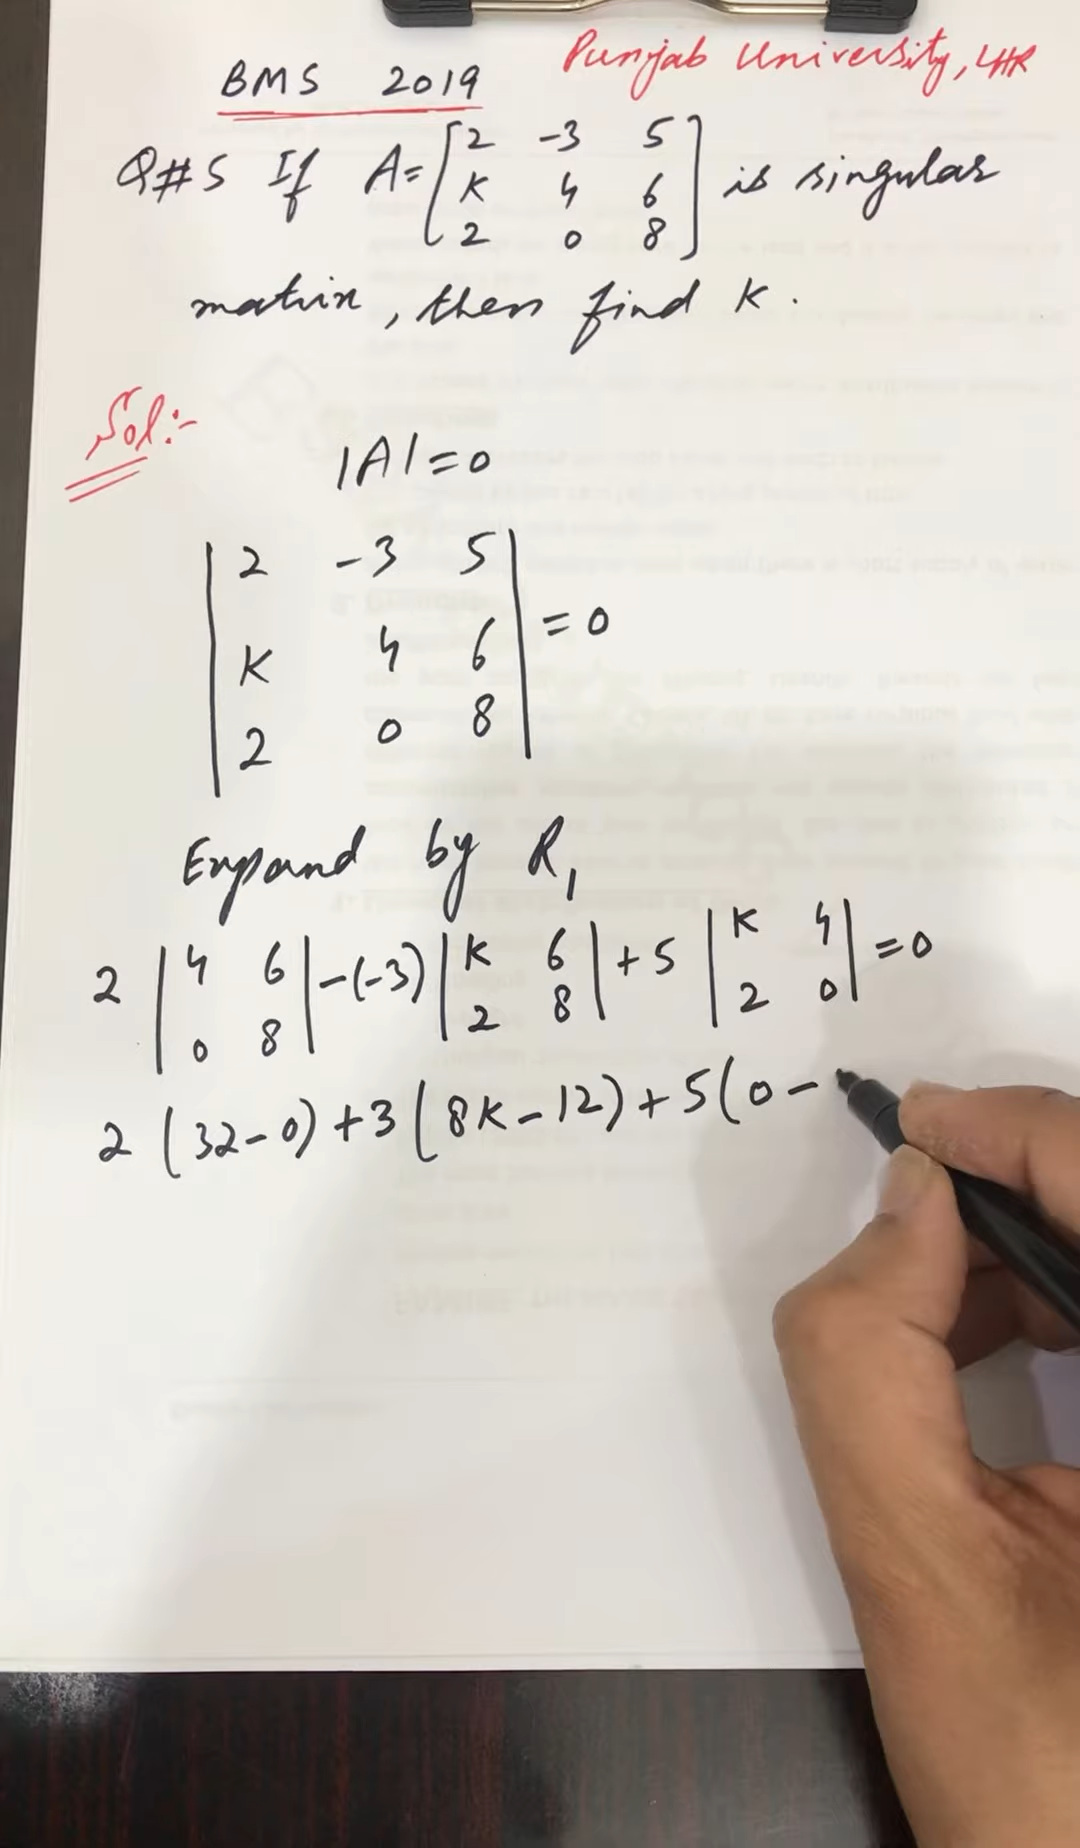 BMS 2019 Punjab University, LHR
Q#5 If A = [2 -3 5
K 4 6
2 0 8] is singular
matrix, then find K.
Sol:-
|A| = 0
|2 -3 5|
|K 4 6| = 0
|2 0 8|
Expand by R₁
2 |4 6| -(-3) |K 6| + 5 |K 4| = 0
|0 8| |2 8| |2 0|
2 (32-0) + 3 (8K-12) + 5 (0-